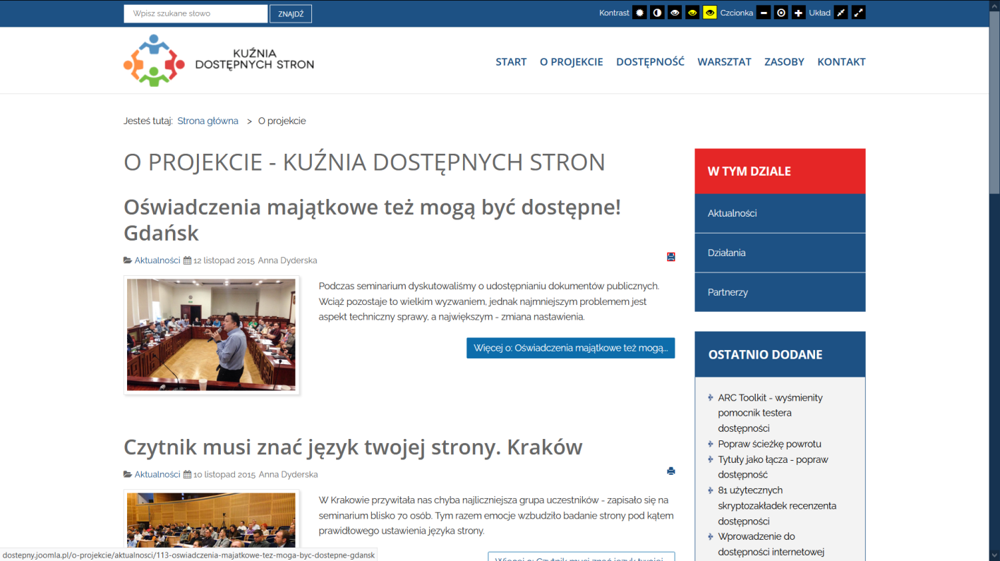 Wpisz szukane słowo
ZNAJDŹ
Kontrast
Czcionka
Układ
KUŹNIA
DOSTĘPNYCH STRON
START O PROJEKCIE DOSTĘPNOŚĆ WARSZTAT ZASOBY KONTAKT
Jesteś tutaj: Strona główna > O projekcie
O PROJEKCIE - KUŹNIA DOSTĘPNYCH STRON
Oświadczenia majątkowe też mogą być dostępne!
Gdańsk
Aktualności 12 listopad 2015 Anna Dyderska
Podczas seminarium dyskutowaliśmy o udostępnianiu dokumentów publicznych.
Wciąż pozostaje to wielkim wyzwaniem, jednak najmniejszym problemem jest
aspekt techniczny sprawy, a największym - zmiana nastawienia.
Więcej o: Oświadczenia majątkowe też mogą...
Czytnik musi znać język twojej strony. Kraków
Aktualności 10 listopad 2015 Anna Dyderska
W Krakowie przywitała nas chyba najliczniejsza grupa uczestników - zapisało się na
seminarium blisko 70 osób. Tym razem emocje wzbudziło badanie strony pod kątem
prawidłowego ustawienia języka strony.
Więcej o: Czytnik musi znać język twojej...
W TYM DZIALE
Aktualności
Działania
Partnerzy
OSTATNIO DODANE
ARC Toolkit - wyśmienity
pomocnik testera
dostępności
Popraw ścieżkę powrotu
Tytuły jako łącza - popraw
dostępność
81 użytecznych
skryptozakładek recenzenta
dostępności
Wprowadzenie do
dostępności internetowej
dostepny.joomla.pl/o-projekcie/aktualnosci/113-oswiadczenia-majatkowe-tez-moga-byc-dostepne-gdansk